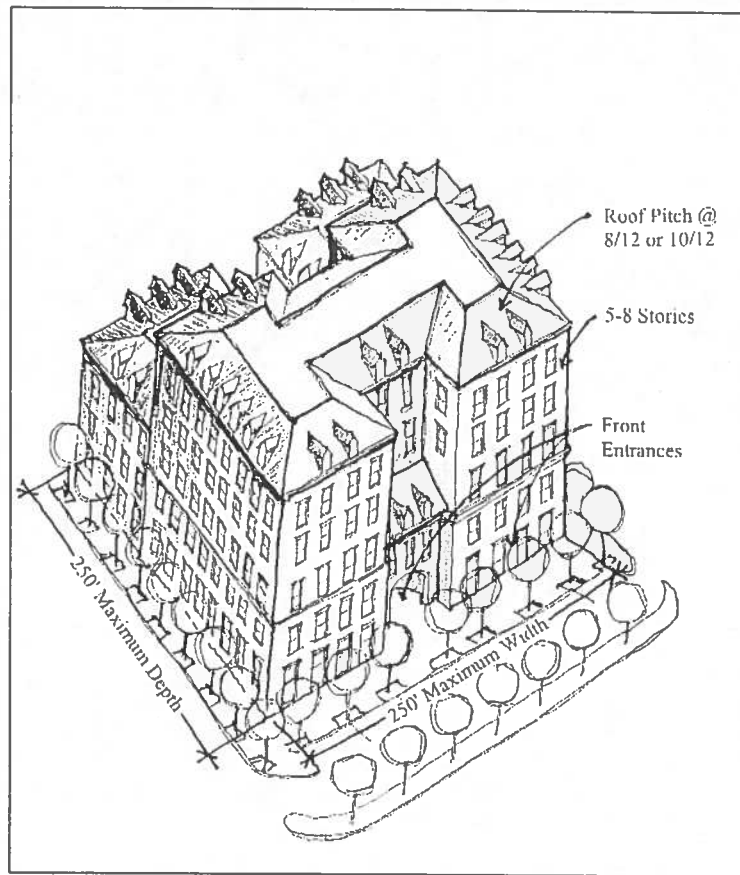 Roof Pitch @
8/12 or 10/12
5-8 Stories
Front
Entrances
250' Maximum Depth
250' Maximum Width